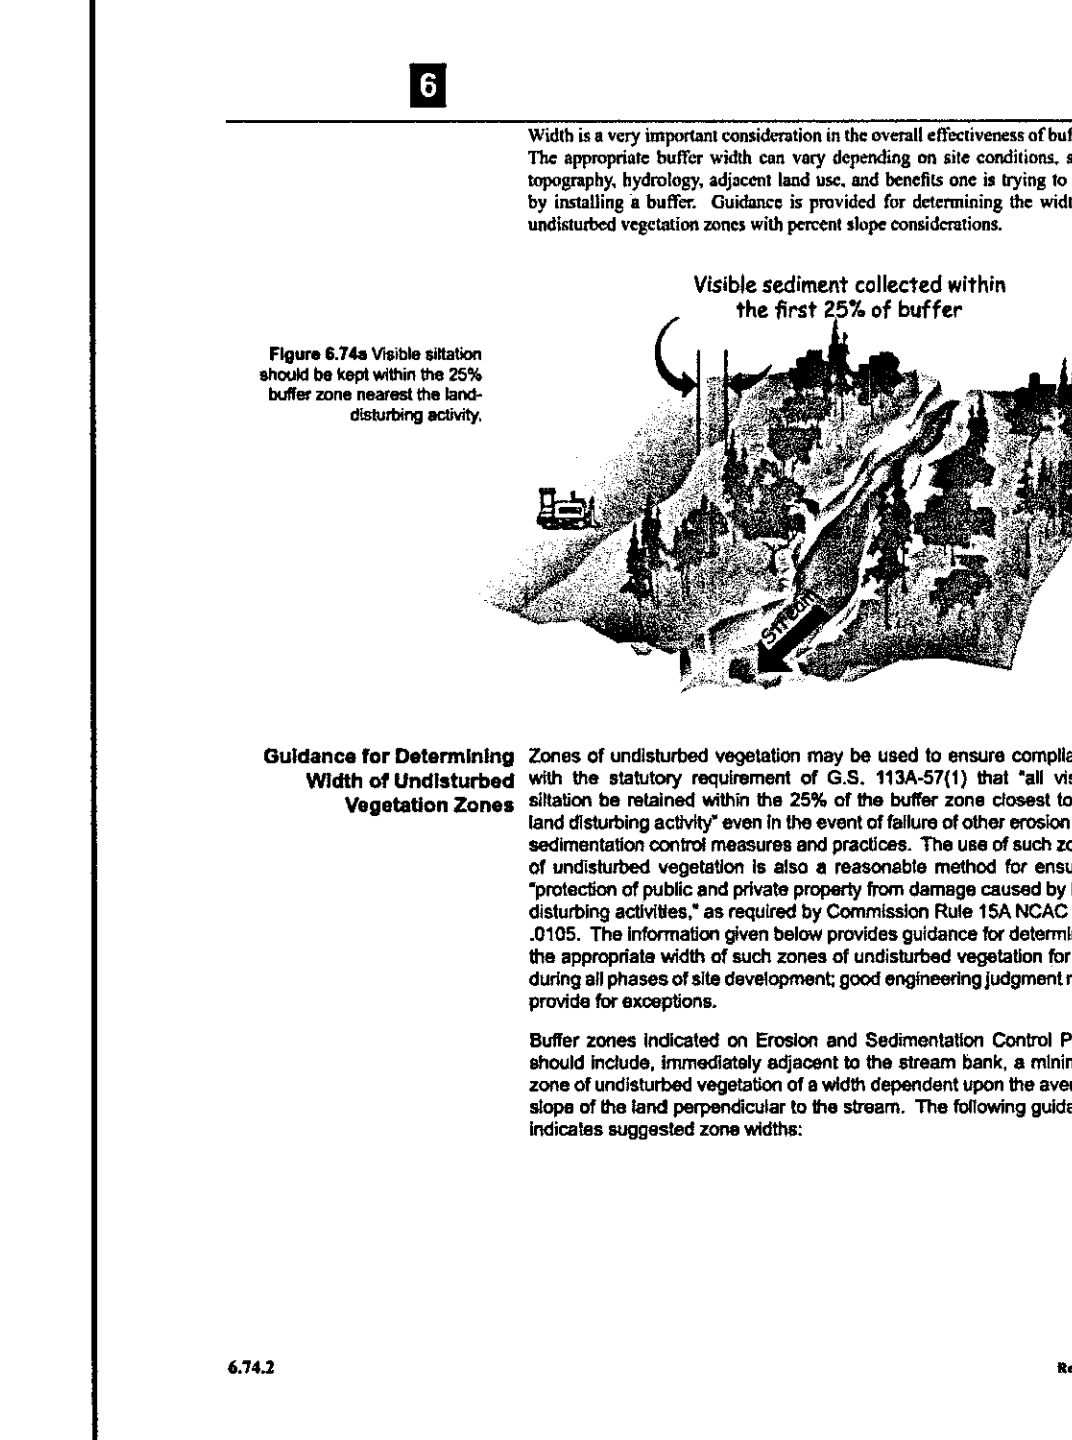 6
Width is a very important consideration in the overall effectiveness of buf
The appropriate buffer width can vary depending on site conditions, s
topography, hydrology, adjacent land use, and benefits one is trying to
by installing a buffer. Guidance is provided for determining the widt
undisturbed vegetation zones with percent slope considerations.
Visible sediment collected within
the first 25% of buffer
Figure 6.74a Visible siltation
should be kept within the 25%
buffer zone nearest the land-
disturbing activity.
Stream
Guidance for Determining
Width of Undisturbed
Vegetation Zones
Zones of undisturbed vegetation may be used to ensure complia
with the statutory requirement of G.S. 113A-57(1) that "all vis
siltation be retained within the 25% of the buffer zone closest to
land disturbing activity" even in the event of failure of other erosion
sedimentation control measures and practices. The use of such zo
of undisturbed vegetation is also a reasonable method for ensu
"protection of public and private property from damage caused by l
disturbing activities," as required by Commission Rule 15A NCAC
.0105. The information given below provides guidance for determi
the appropriate width of such zones of undisturbed vegetation for
during all phases of site development; good engineering judgment m
provide for exceptions.
Buffer zones indicated on Erosion and Sedimentation Control P
should include, immediately adjacent to the stream bank, a minim
zone of undisturbed vegetation of a width dependent upon the aver
slope of the land perpendicular to the stream. The following guida
indicates suggested zone widths:
6.74.2
Re